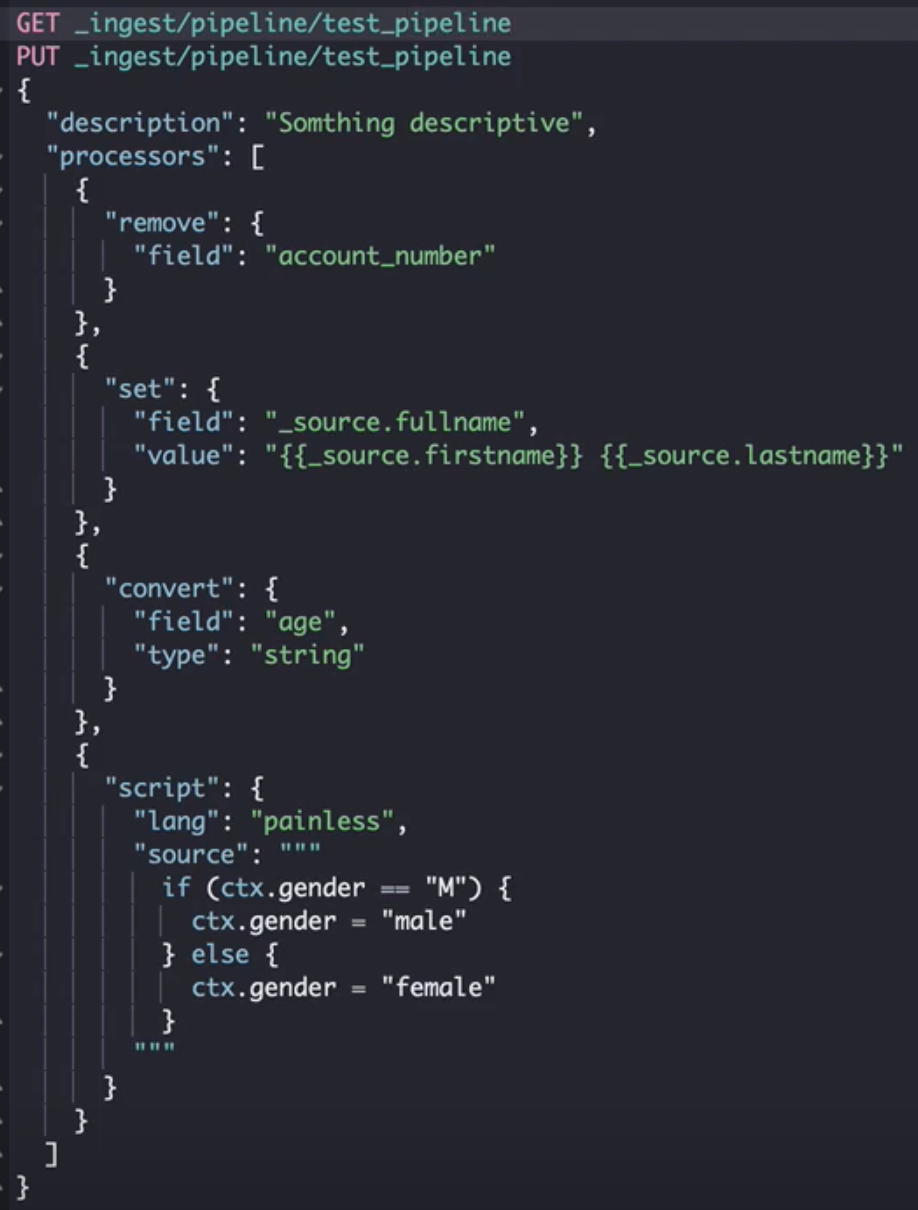 GET _ingest/pipeline/test_pipeline
PUT _ingest/pipeline/test_pipeline
{
  "description": "Somthing descriptive",
  "processors": [
    {
      "remove": {
        "field": "account_number"
      }
    },
    {
      "set": {
        "field": "_source.fullname",
        "value": "{{_source.firstname}} {{_source.lastname}}"
      }
    },
    {
      "convert": {
        "field": "age",
        "type": "string"
      }
    },
    {
      "script": {
        "lang": "painless",
        "source": """
          if (ctx.gender == "M") {
            ctx.gender = "male"
          } else {
            ctx.gender = "female"
          }
        """
      }
    }
  ]
}